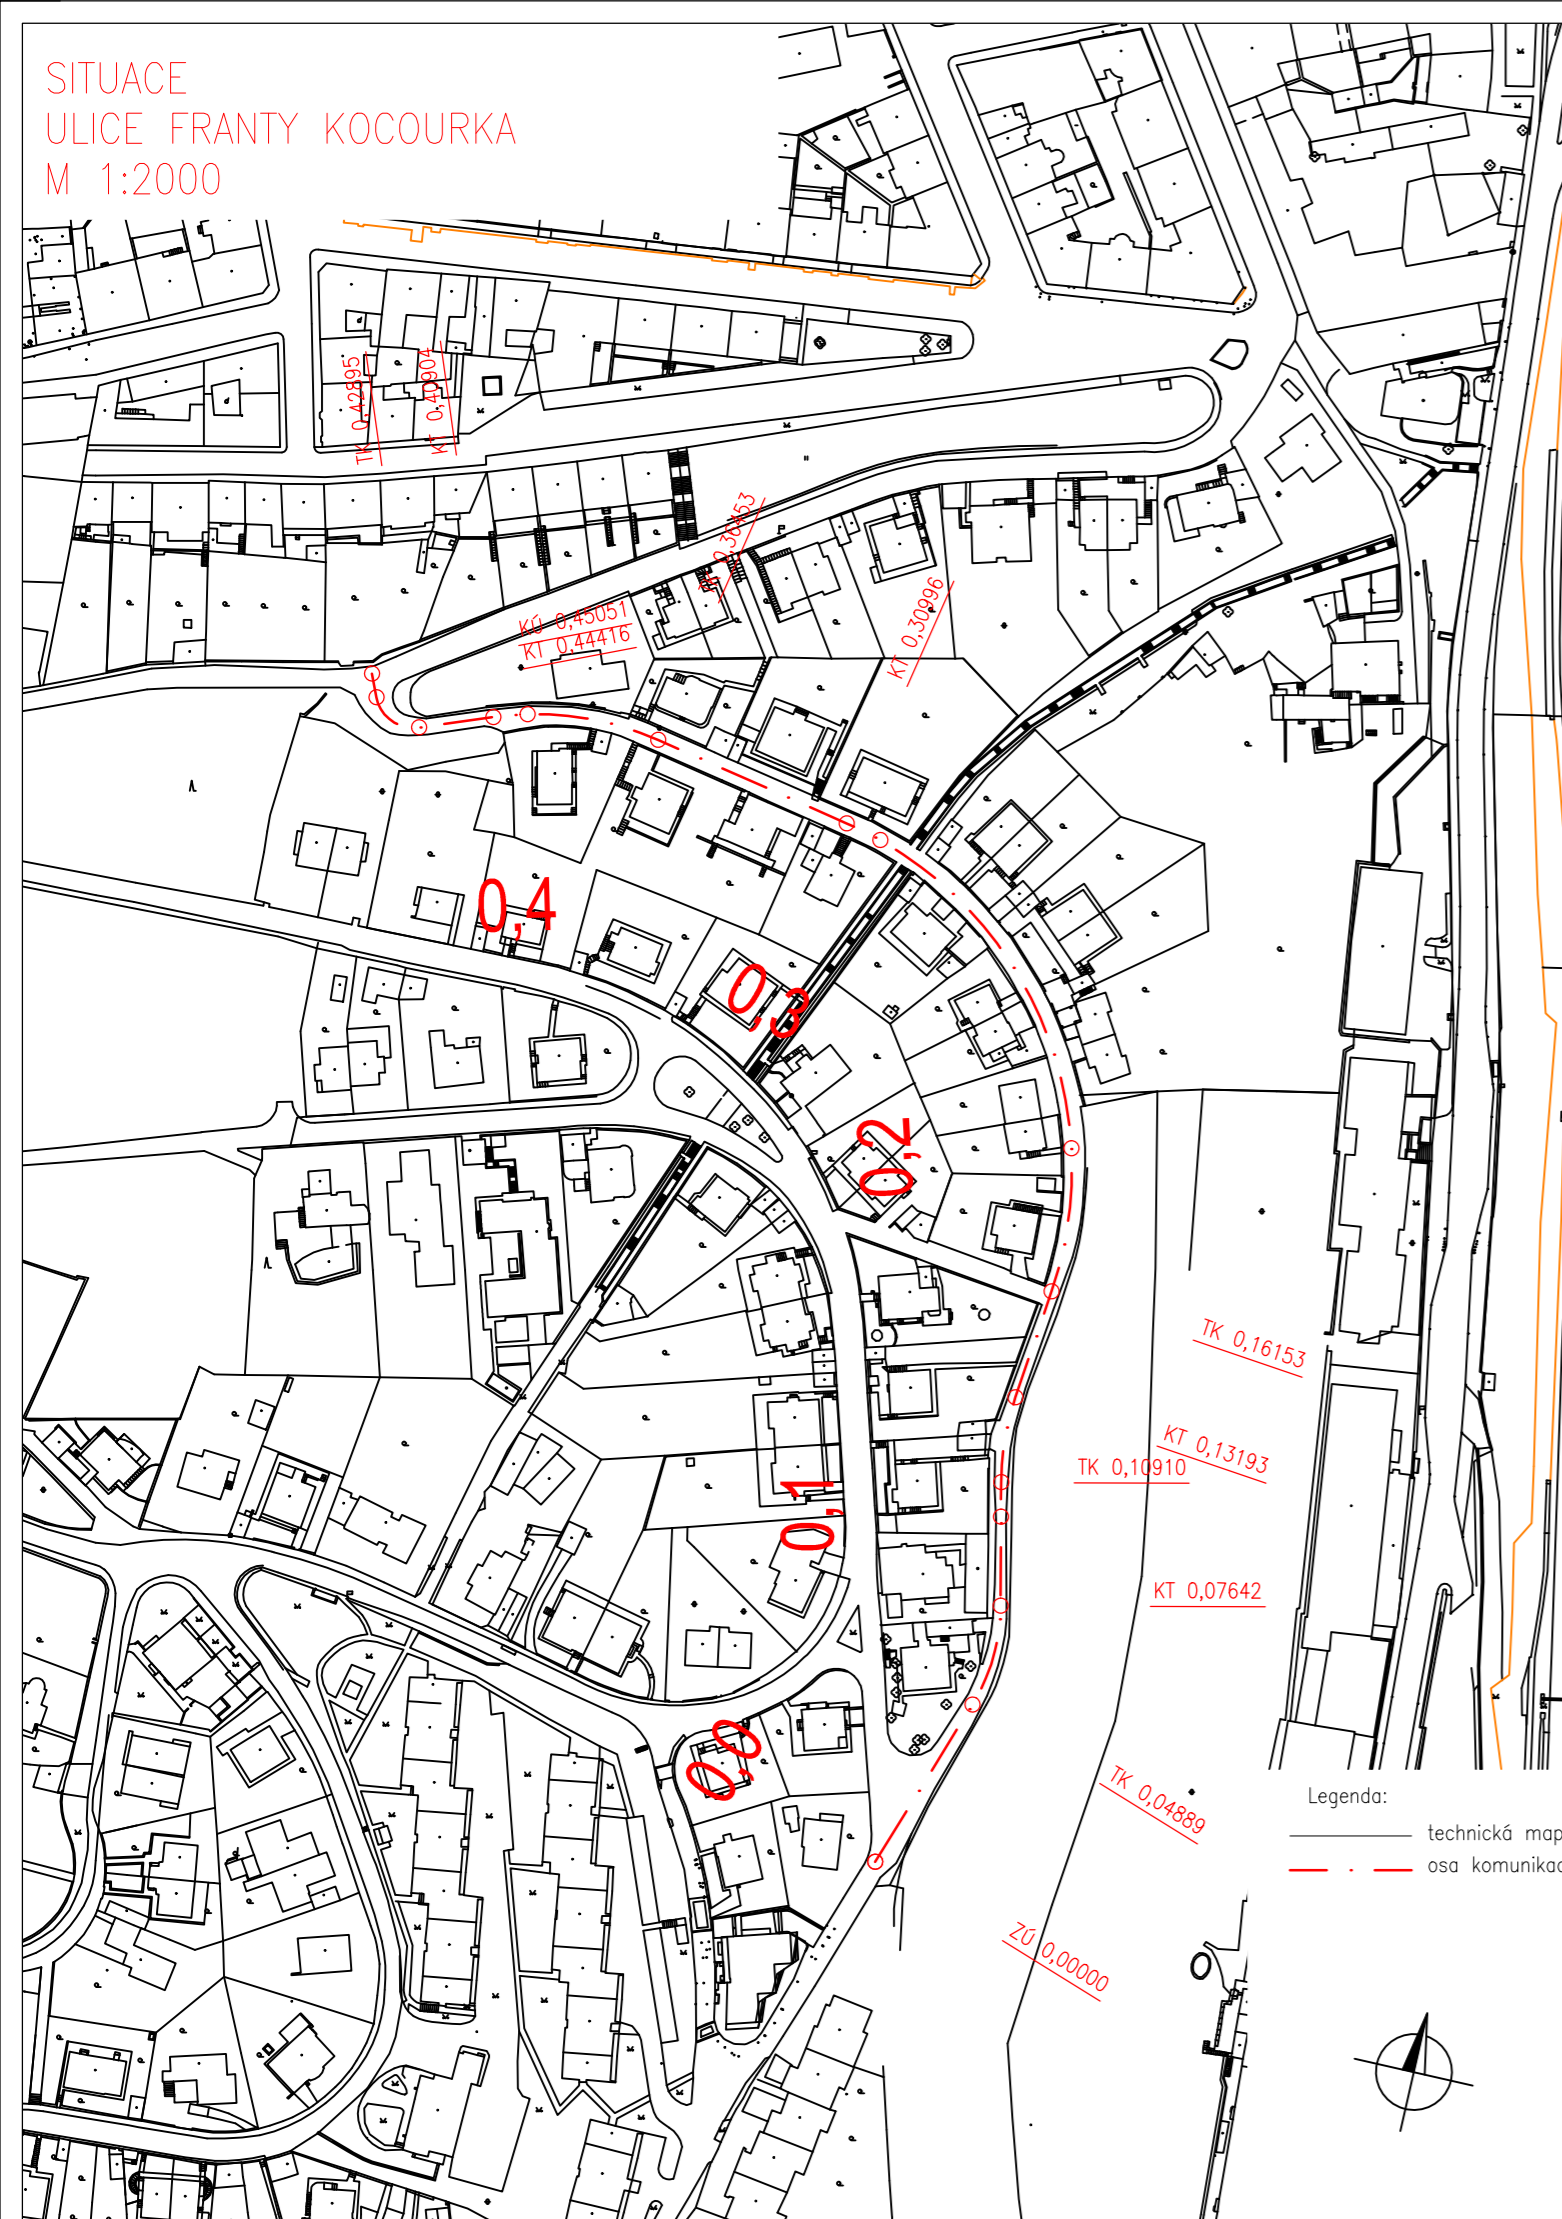 SITUACE
ULICE FRANTY KOCOURKA
M 1:2000
TK 0,42895
KT 0,40904
TK 0,36453
KÚ 0,45051
KT 0,44416
KT 0,30996
0,4
0,3
0,2
TK 0,16153
KT 0,13193
TK 0,10910
0,1
KT 0,07642
0,0
TK 0,04889
Legenda:
technická map
osa komunikac
ZÚ 0,00000